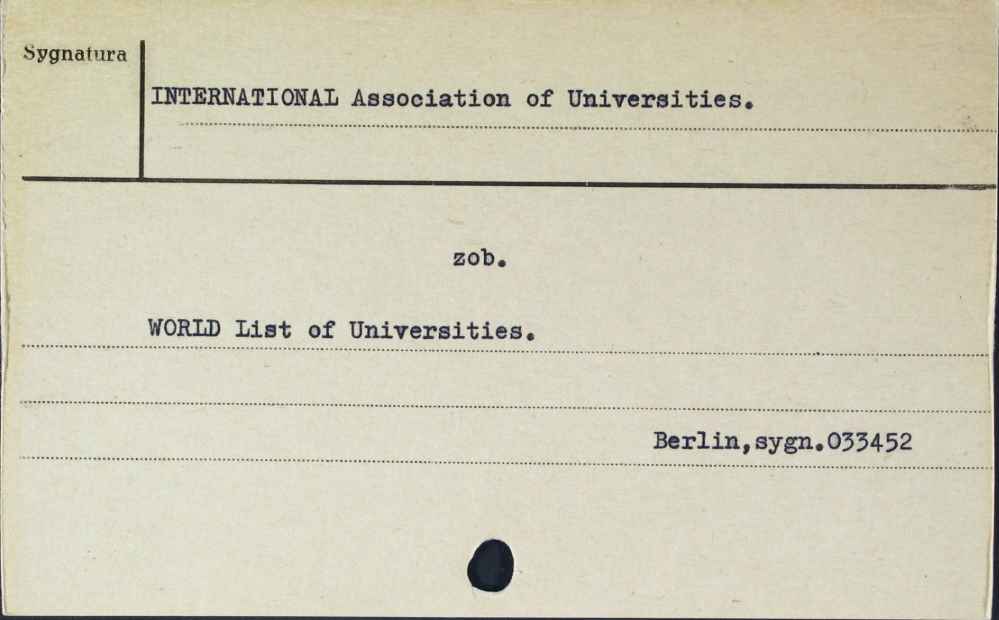 Sygnatura
INTERNATIONAL Association of Universities.
zob.
WORLD List of Universities.
Berlin,sygn.033452